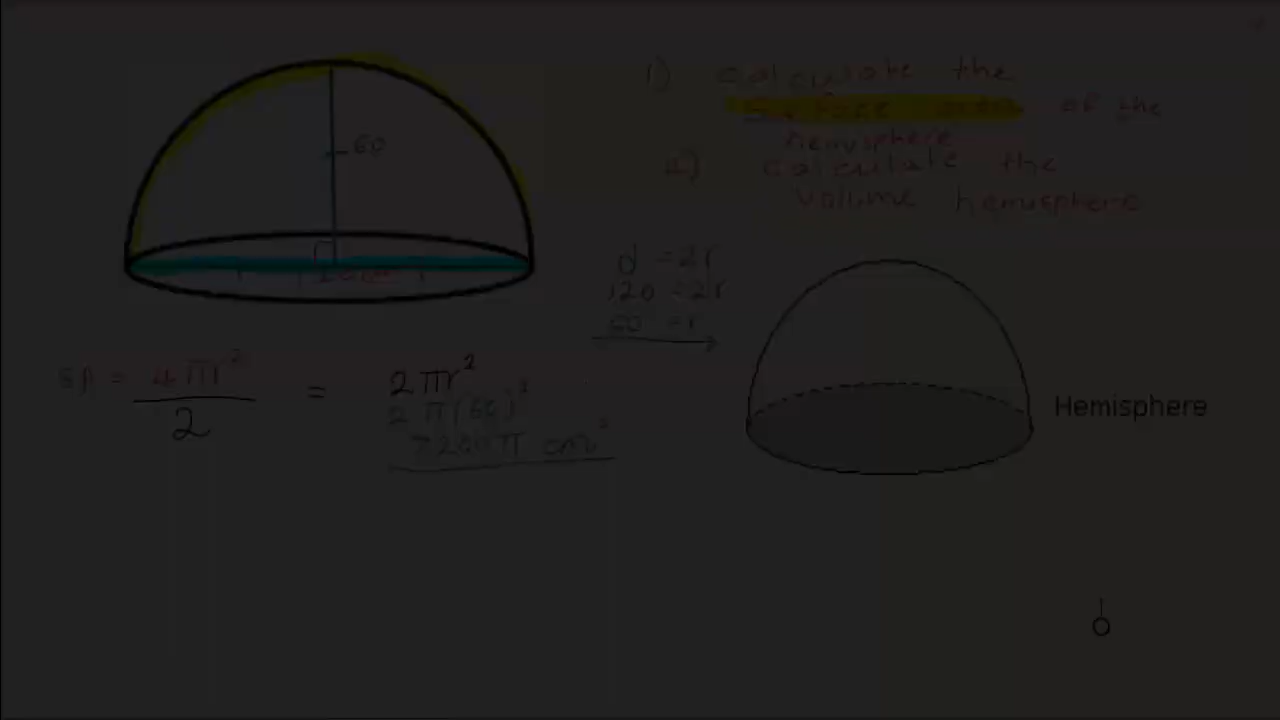 1) calculate the
surface area of the
hemisphere
2) calculate the
volume hemisphere
60
d = 2r
120 = 2r
60 = r
120cm
SA = 4πr² / 2 = 2πr²
2π(60)²
7200π cm²
Hemisphere